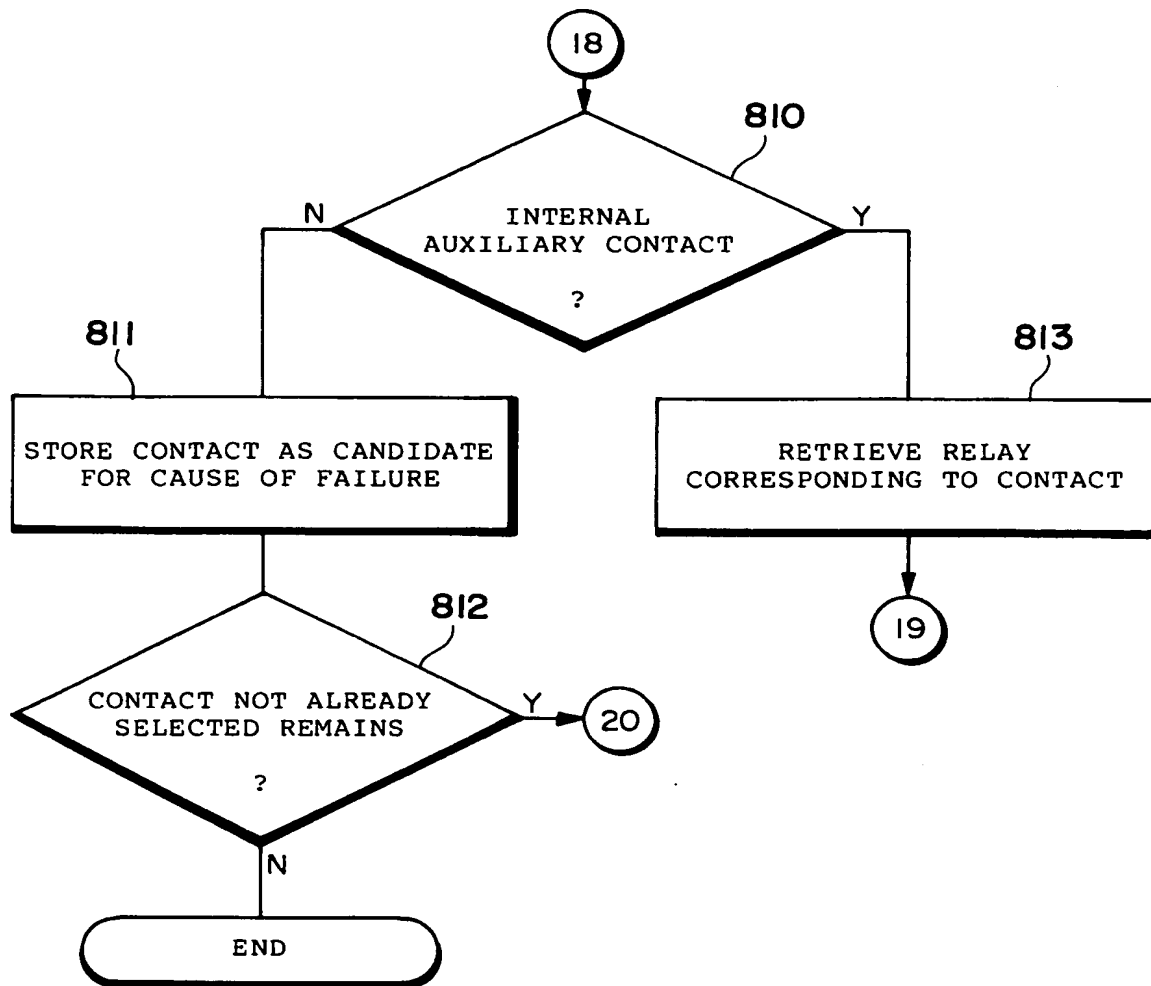 18
810
N
Y
INTERNAL
AUXILIARY CONTACT
?
811
813
STORE CONTACT AS CANDIDATE
FOR CAUSE OF FAILURE
RETRIEVE RELAY
CORRESPONDING TO CONTACT
812
19
CONTACT NOT ALREADY
SELECTED REMAINS
?
Y
20
N
END